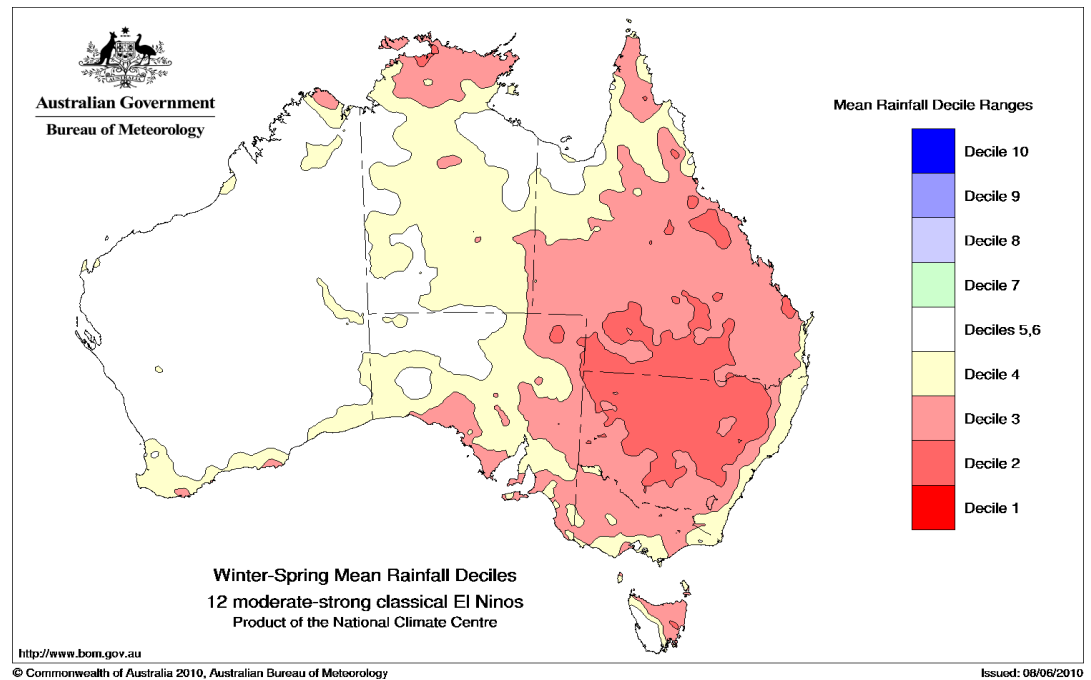 Australian Government
Bureau of Meteorology
Mean Rainfall Decile Ranges
Decile 10
Decile 9
Decile 8
Decile 7
Deciles 5,6
Decile 4
Decile 3
Decile 2
Decile 1
Winter-Spring Mean Rainfall Deciles
12 moderate-strong classical El Ninos
Product of the National Climate Centre
http://www.bom.gov.au
© Commonwealth of Australia 2010, Australian Bureau of Meteorology
Issued: 08/06/2010